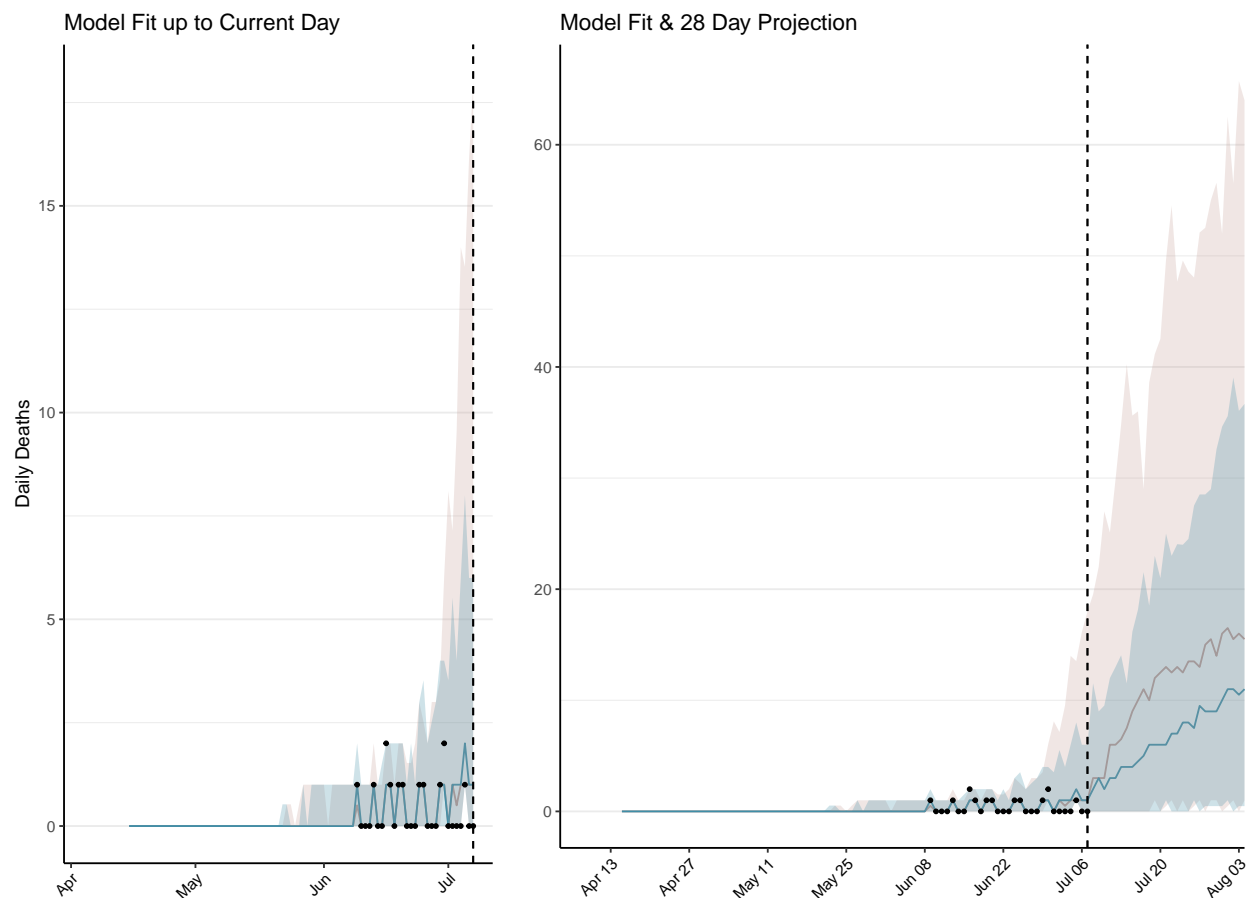 Model Fit up to Current Day
Daily Deaths
15
10
5
0
Apr
May
Jun
Jul
Model Fit & 28 Day Projection
60
40
20
0
Apr 13
Apr 27
May 11
May 25
Jun 08
Jun 22
Jul 06
Jul 20
Aug 03